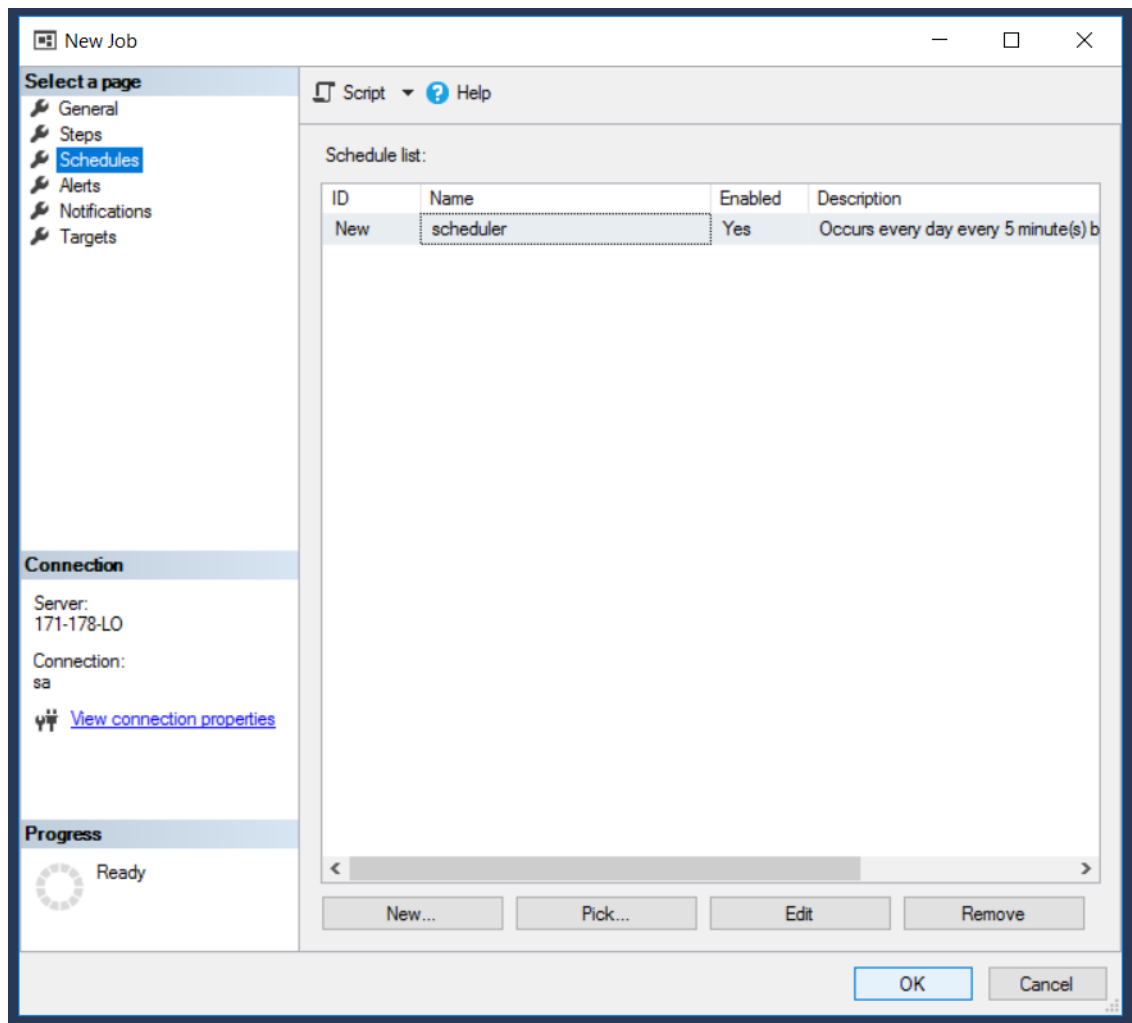 New Job
Select a page
General
Steps
Schedules
Alerts
Notifications
Targets
Connection
Server:
171-178-LO
Connection:
sa
View connection properties
Progress
Ready
Script
Help
Schedule list:
ID Name Enabled Description
New scheduler Yes Occurs every day every 5 minute(s) b
New... Pick... Edit Remove
OK Cancel